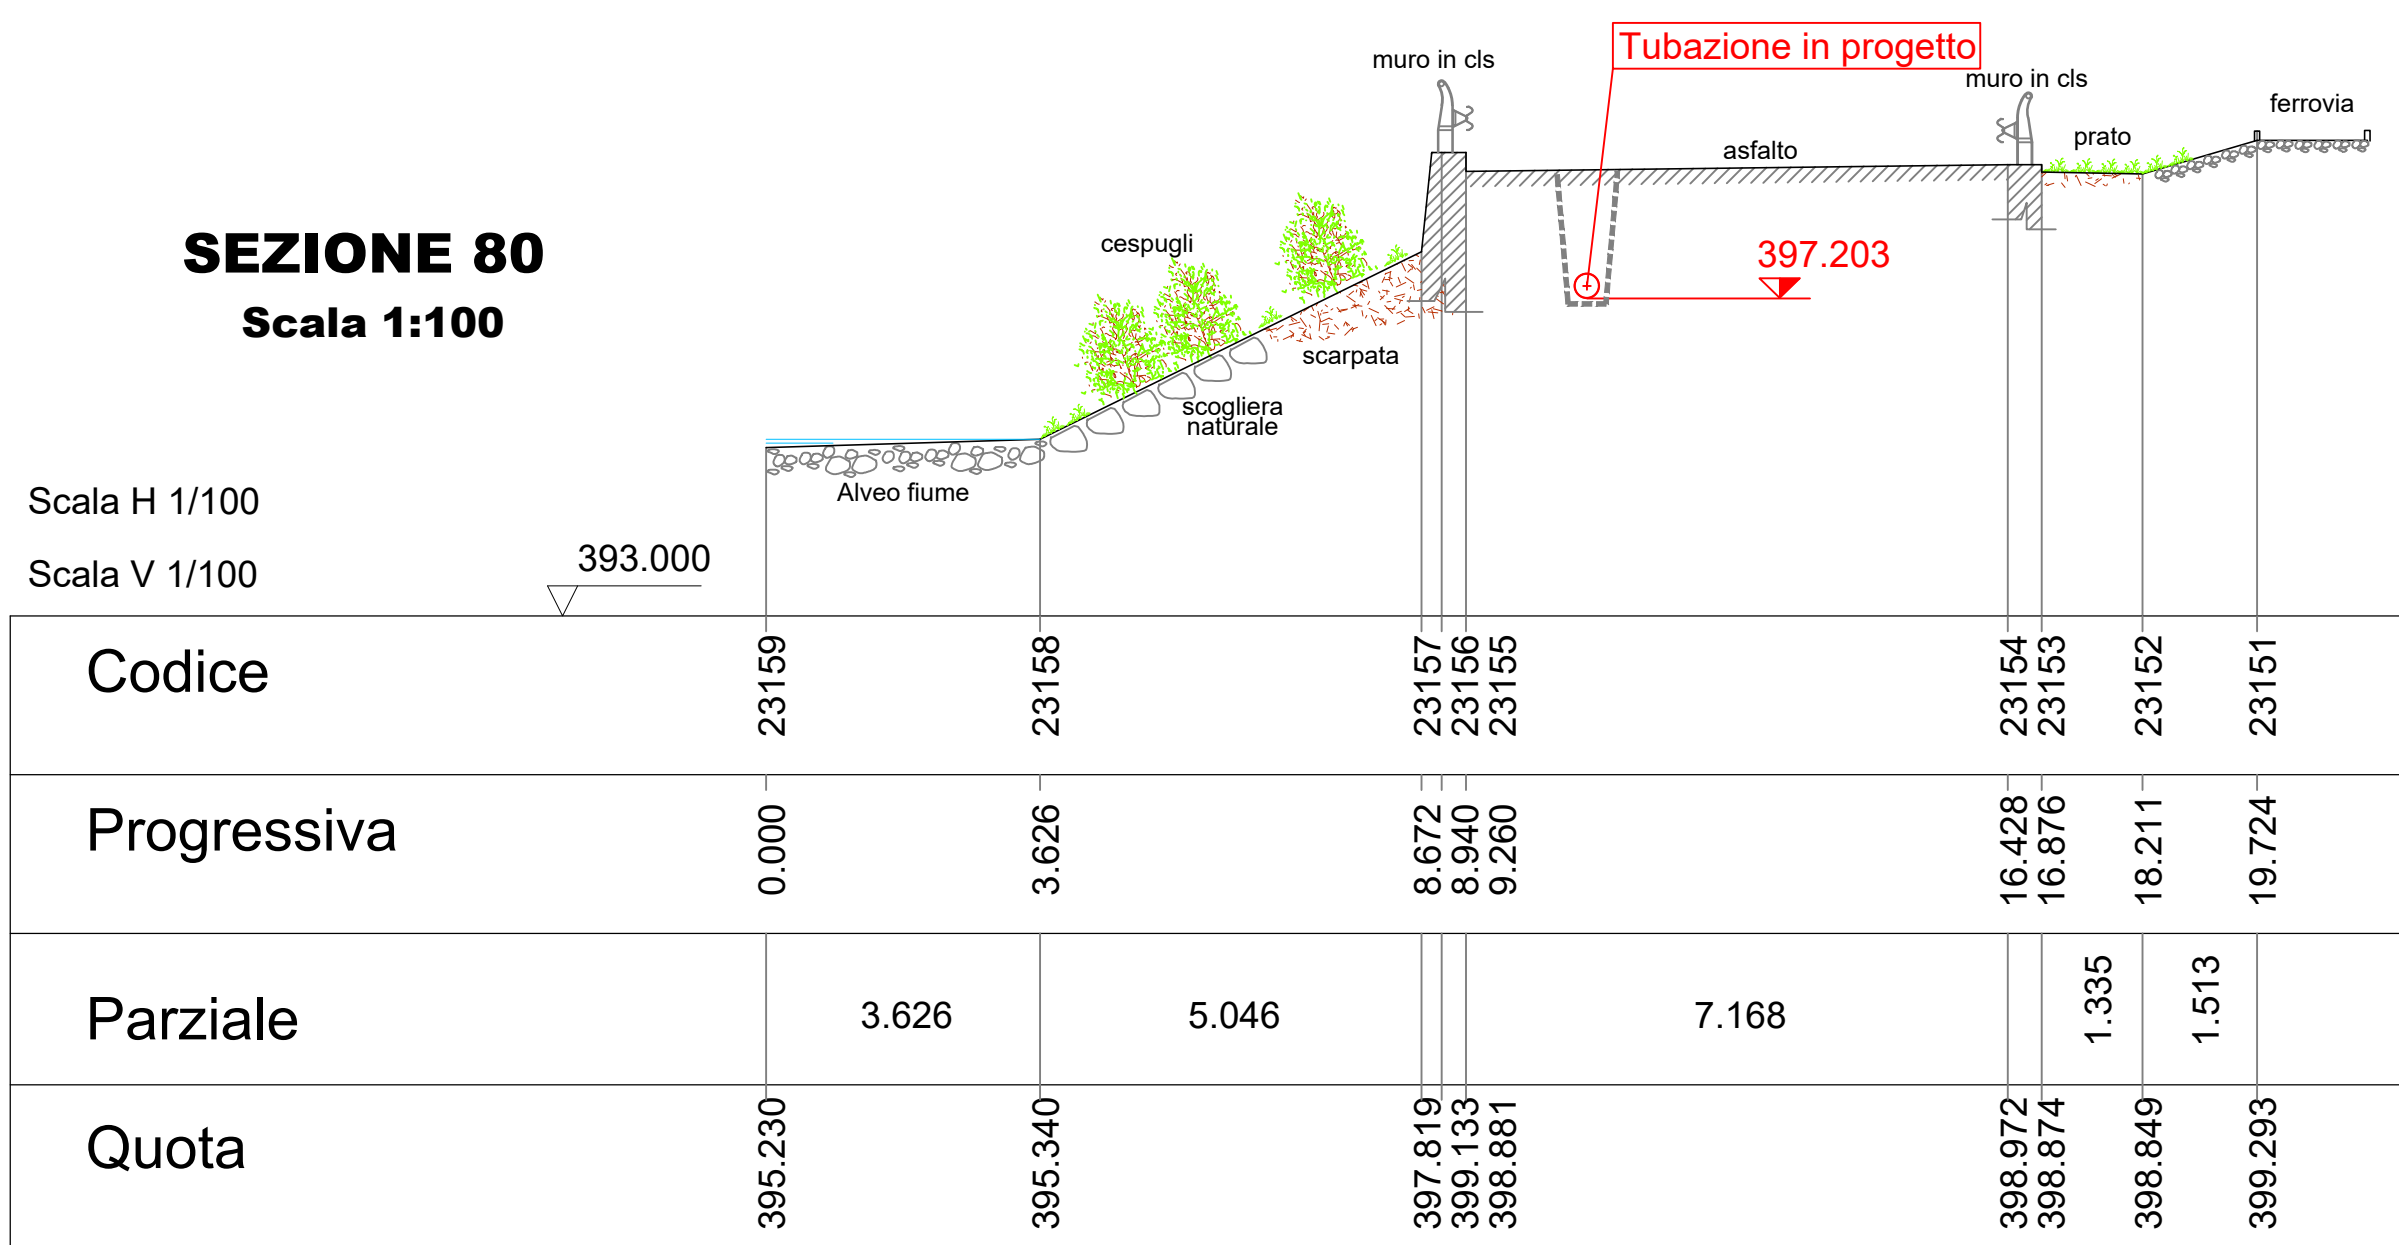 Tubazione in progetto
muro in cls
muro in cls
ferrovia
prato
asfalto
SEZIONE 80
Scala 1:100
cespugli
397.203
scarpata
scogliera
naturale
Alveo fiume
Scala H 1/100
Scala V 1/100
393.000
Codice
23159
23158
23157
23156
23155
23154
23153
23152
23151
Progressiva
0.000
3.626
8.672
8.940
9.260
16.428
16.876
18.211
19.724
Parziale
3.626
5.046
7.168
1.335
1.513
Quota
395.230
395.340
397.819
399.133
398.881
398.972
398.874
398.849
399.293